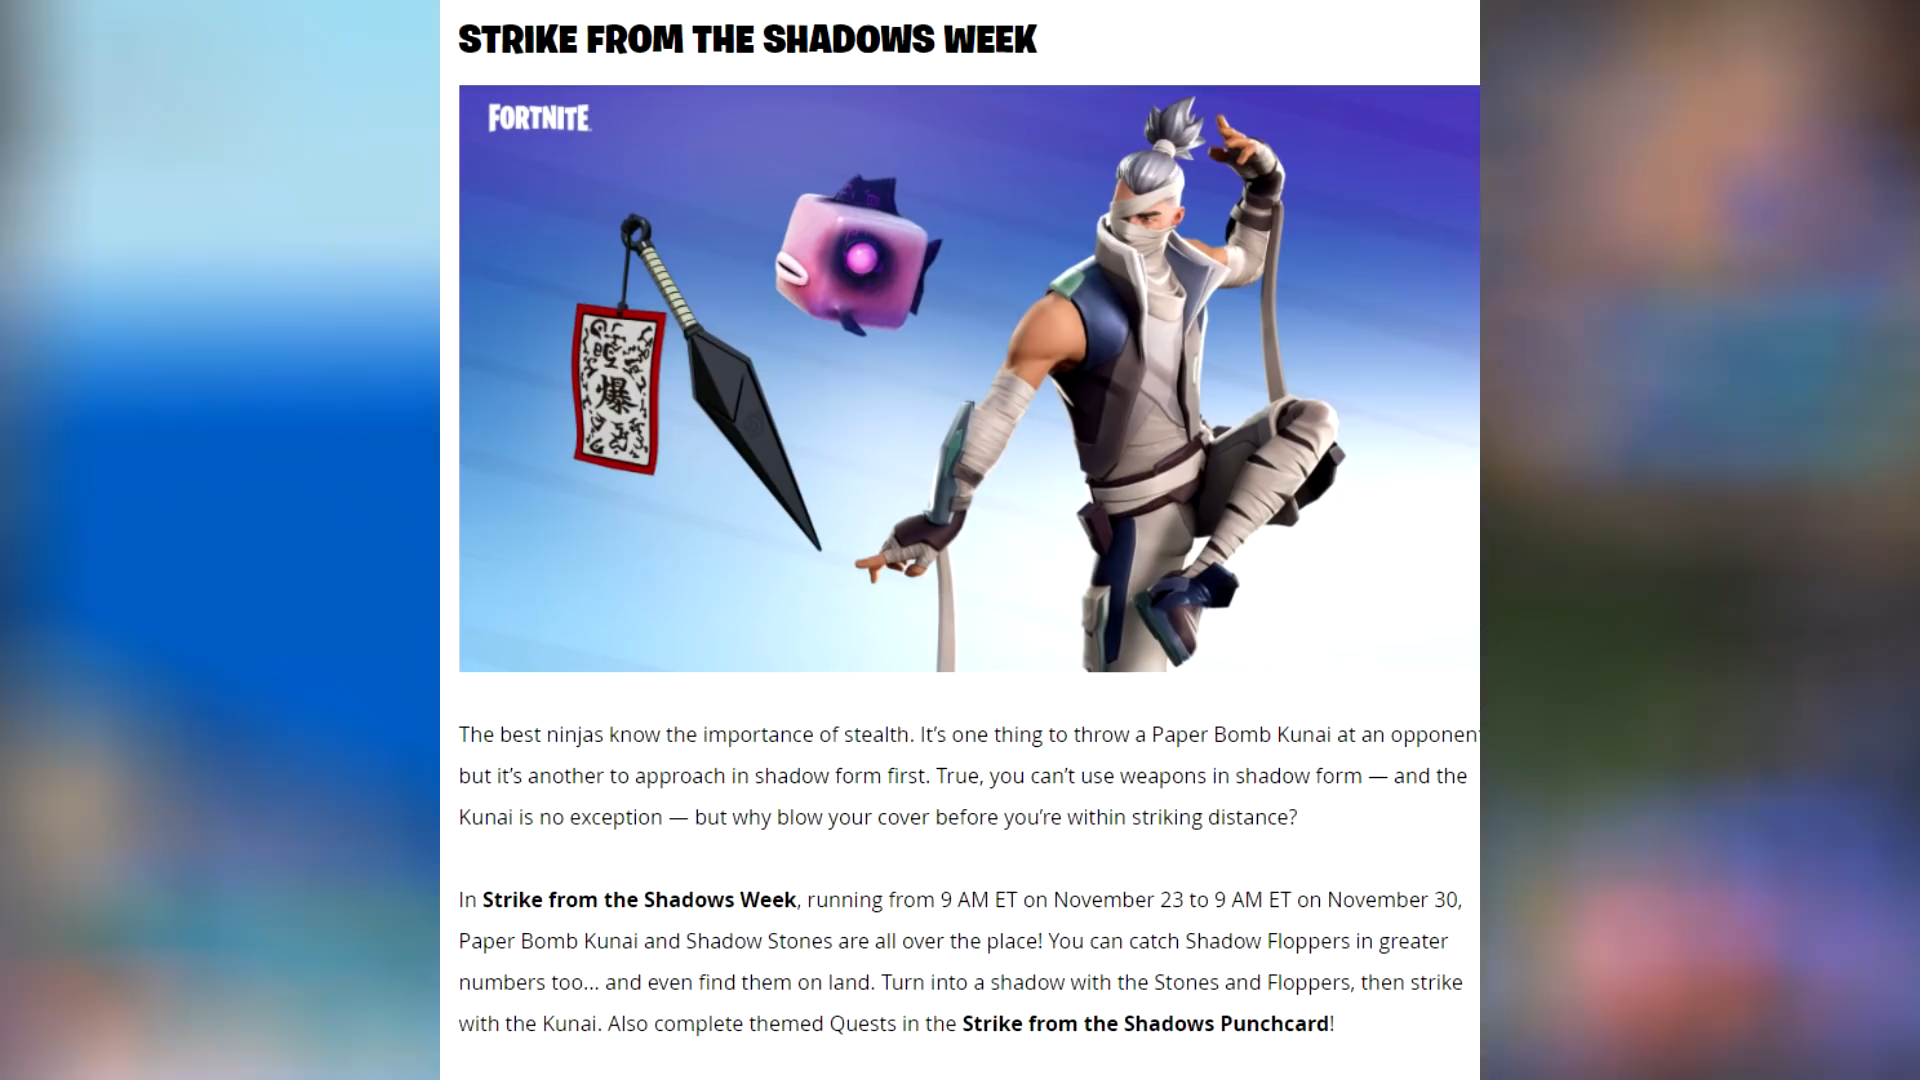 STRIKE FROM THE SHADOWS WEEK
FORTNITE
爆
The best ninjas know the importance of stealth. It’s one thing to throw a Paper Bomb Kunai at an opponent
but it’s another to approach in shadow form first. True, you can’t use weapons in shadow form — and the
Kunai is no exception — but why blow your cover before you’re within striking distance?
In Strike from the Shadows Week, running from 9 AM ET on November 23 to 9 AM ET on November 30,
Paper Bomb Kunai and Shadow Stones are all over the place! You can catch Shadow Floppers in greater
numbers too... and even find them on land. Turn into a shadow with the Stones and Floppers, then strike
with the Kunai. Also complete themed Quests in the Strike from the Shadows Punchcard!